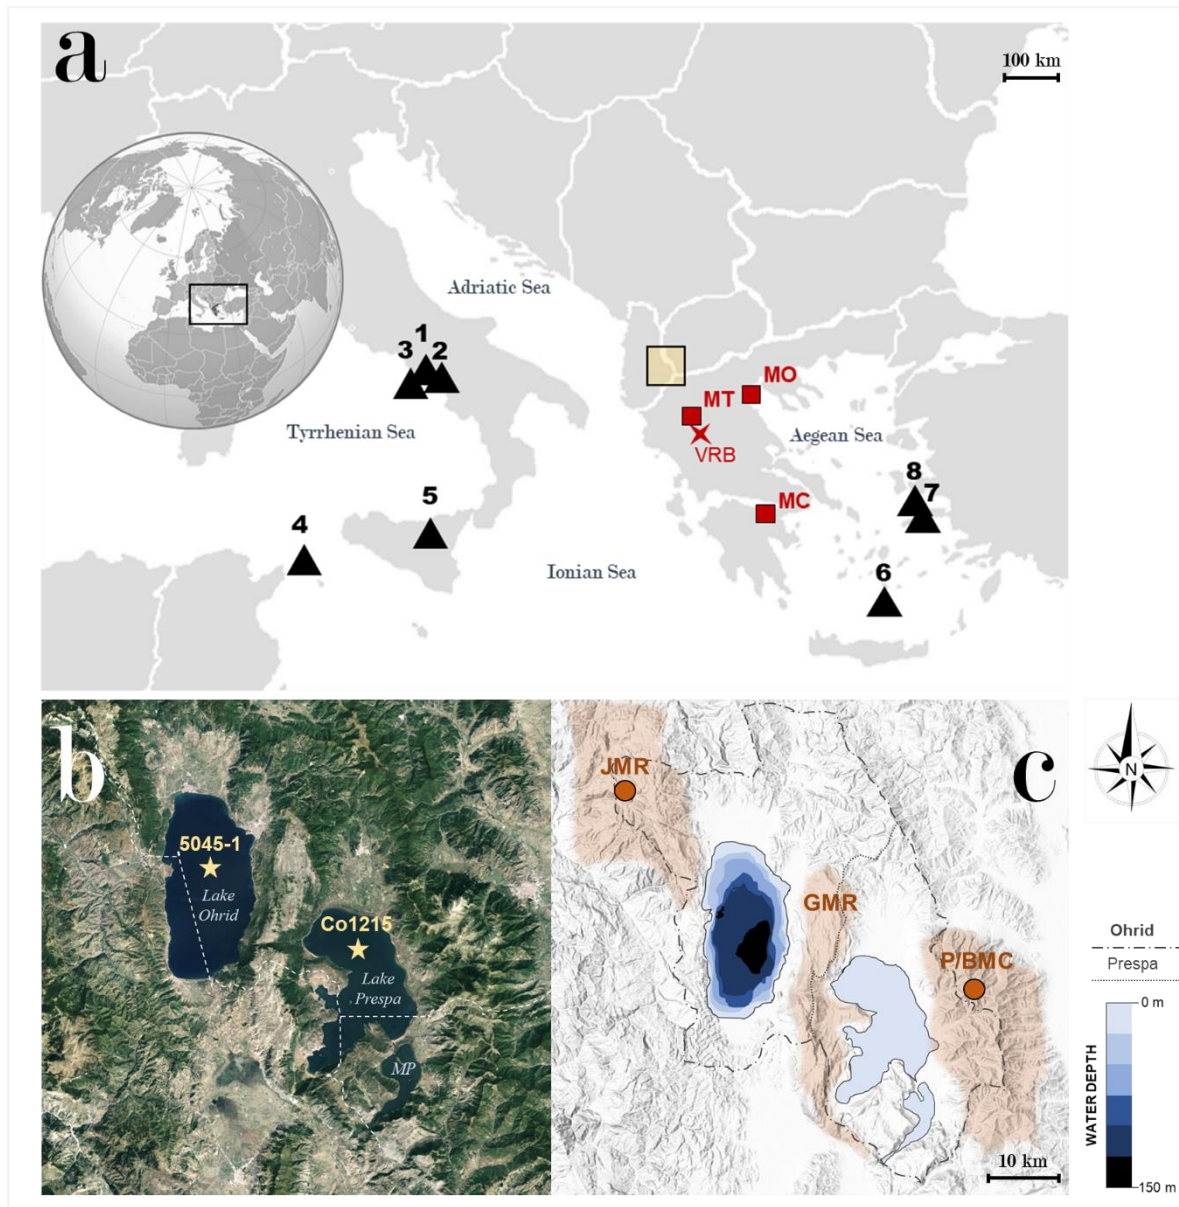 a
100 km
Adriatic Sea
1
3
2
MO
MT
Tyrrhenian Sea
Aegean Sea
VRB
8
7
5
MC
4
Ionian Sea
6
b
5045-1
Lake
Ohrid
Co1215
Lake
Prespa
MP
c
JMR
GMR
P/BMC
10 km
N
Ohrid
Prespa
0 m
WATER DEPTH
150 m